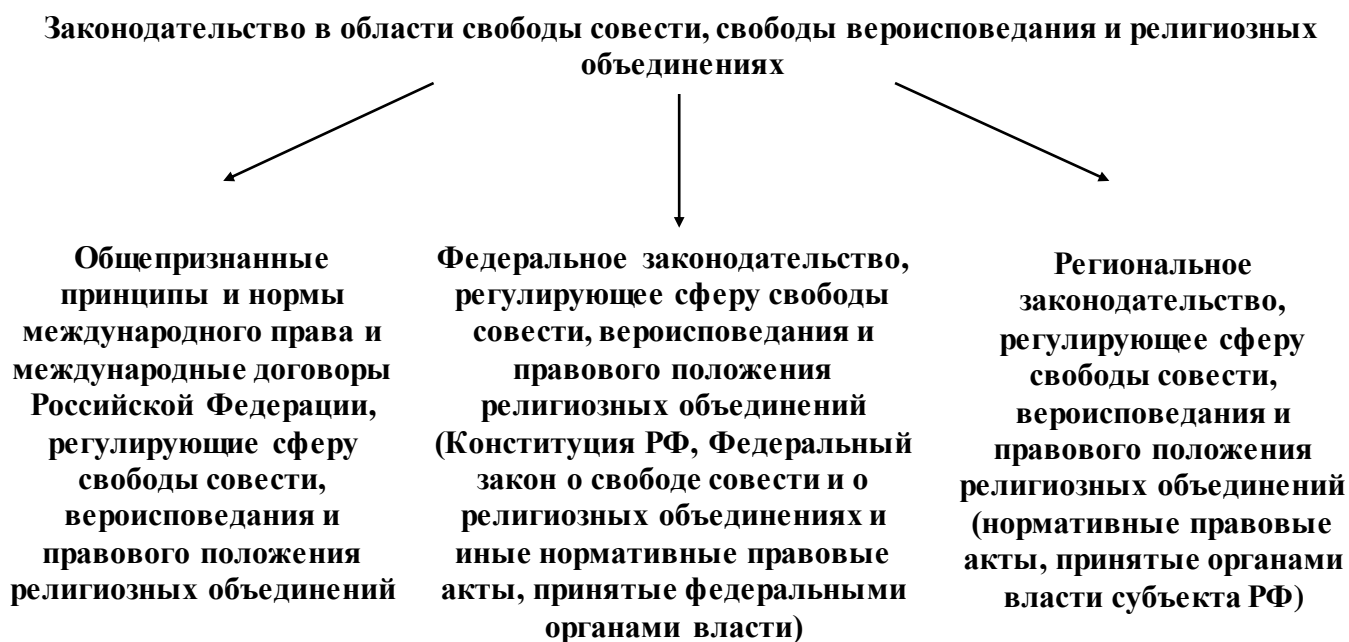 Законодательство в области свободы совести, свободы вероисповедания и религиозных
объединениях
Общепризнанные
принципы и нормы
международного права и
международные договоры
Российской Федерации,
регулирующие сферу
свободы совести,
вероисповедания и
правового положения
религиозных объединений
Федеральное законодательство,
регулирующее сферу свободы
совести, вероисповедания и
правового положения
религиозных объединений
(Конституция РФ, Федеральный
закон о свободе совести и о
религиозных объединениях и
иные нормативные правовые
акты, принятые федеральными
органами власти)
Региональное
законодательство,
регулирующее сферу
свободы совести,
вероисповедания и
правового положения
религиозных объединений
(нормативные правовые
акты, принятые органами
власти субъекта РФ)